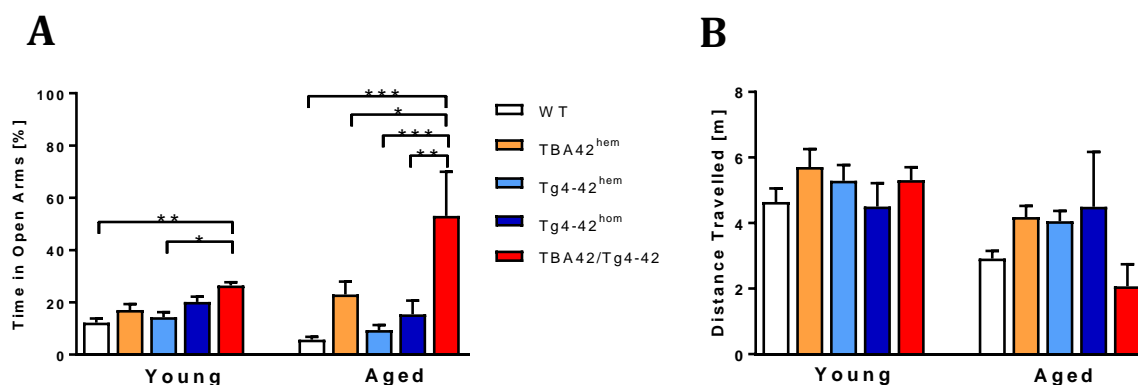 A
Time in Open Arms [%]
100
80
60
40
20
0
**
*
***
*
***
**
Young
Aged
WT
TBA42hem
Tg4-42hem
Tg4-42hom
TBA42/Tg4-42
B
Distance Travelled [m]
8
6
4
2
0
Young
Aged